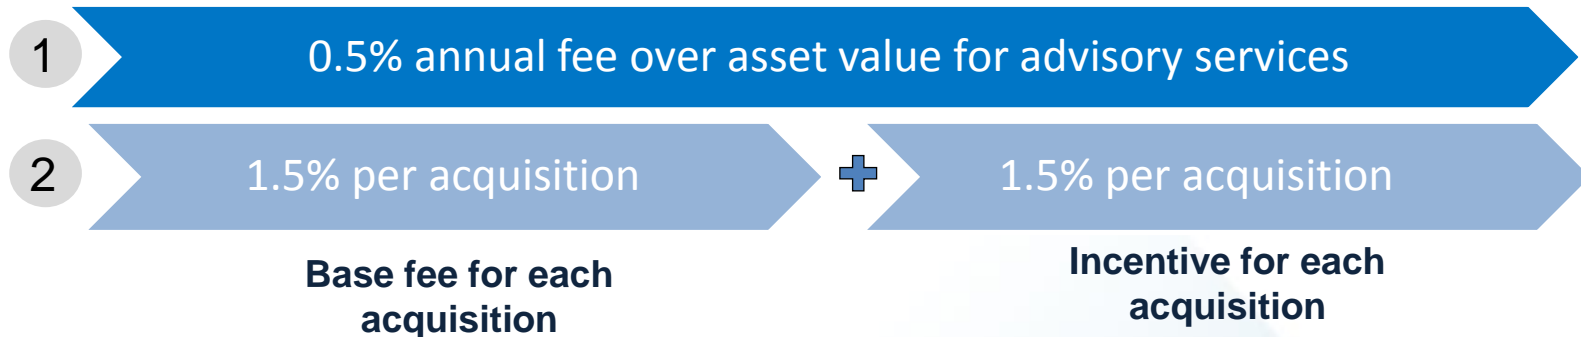 1
0.5% annual fee over asset value for advisory services
2
1.5% per acquisition
1.5% per acquisition
Base fee for each
acquisition
Incentive for each
acquisition